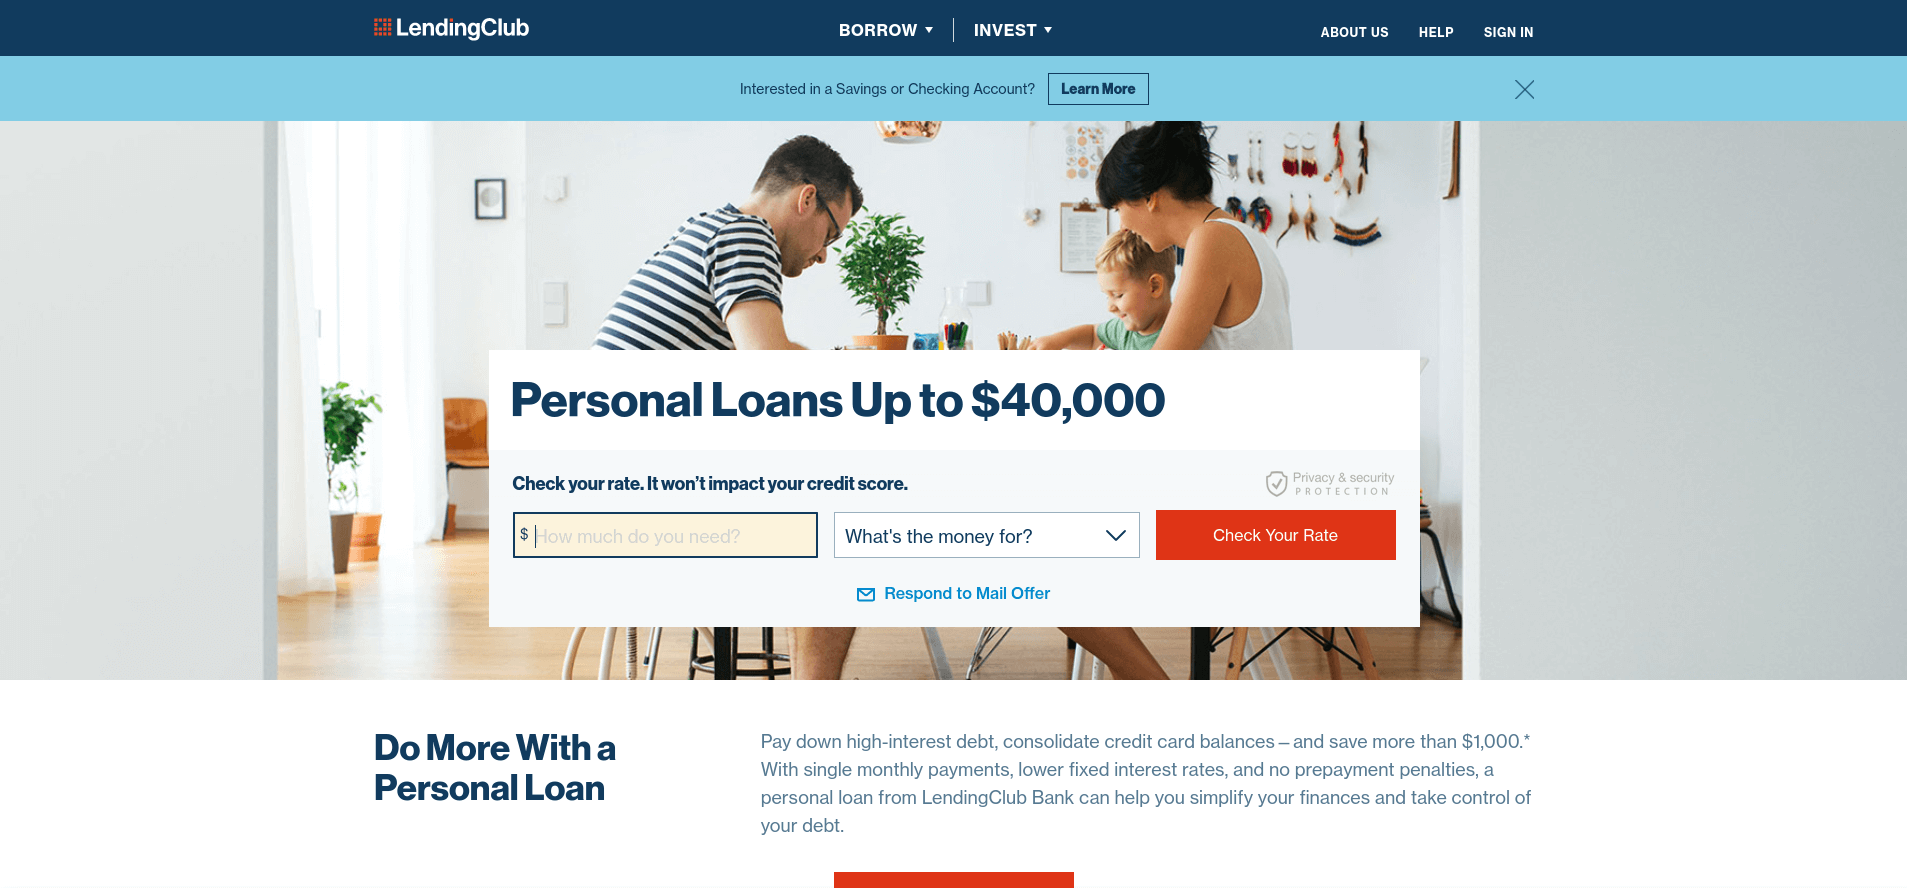 LendingClub
BORROW
INVEST
ABOUT US
HELP
SIGN IN
Interested in a Savings or Checking Account?
Learn More
Personal Loans Up to $40,000
Check your rate. It won’t impact your credit score.
Privacy & security
PROTECTION
$ How much do you need?
What's the money for?
Check Your Rate
Respond to Mail Offer
Do More With a
Personal Loan
Pay down high-interest debt, consolidate credit card balances—and save more than $1,000.*
With single monthly payments, lower fixed interest rates, and no prepayment penalties, a
personal loan from LendingClub Bank can help you simplify your finances and take control of
your debt.